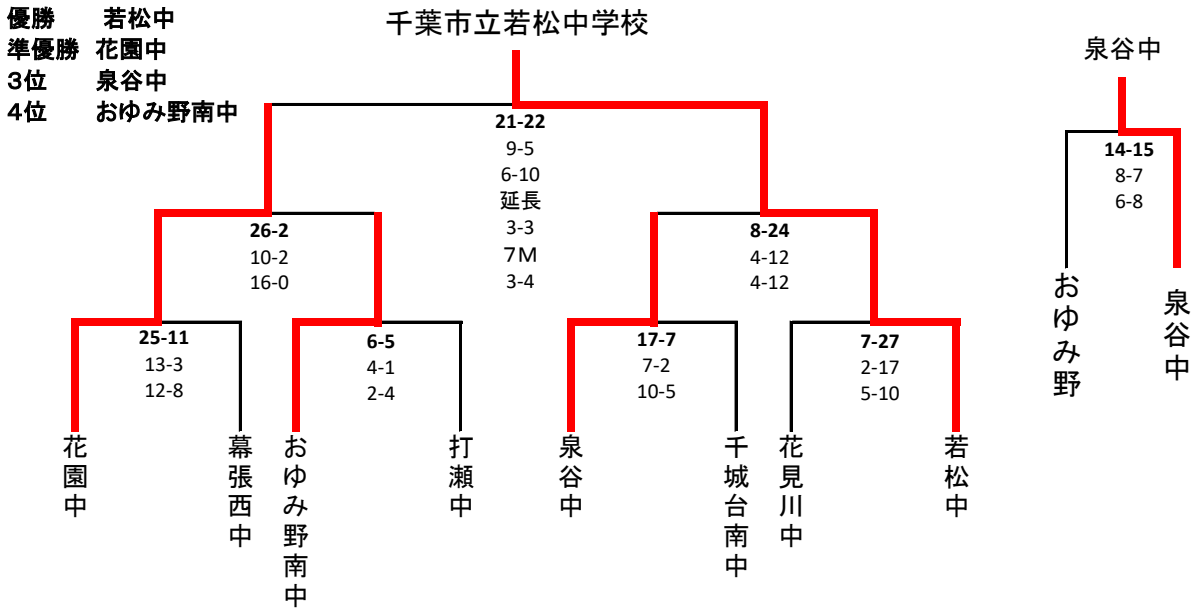 優勝 若松中
準優勝 花園中
3位 泉谷中
4位 おゆみ野南中
千葉市立若松中学校
21-22
9-5
6-10
延長
3-3
7M
3-4
26-2
10-2
16-0
8-24
4-12
4-12
25-11
13-3
12-8
6-5
4-1
2-4
17-7
7-2
10-5
7-27
2-17
5-10
花園中
幕張西中
おゆみ野南中
打瀬中
泉谷中
千城台南中
花見川中
若松中
泉谷中
14-15
8-7
6-8
おゆみ野
泉谷中